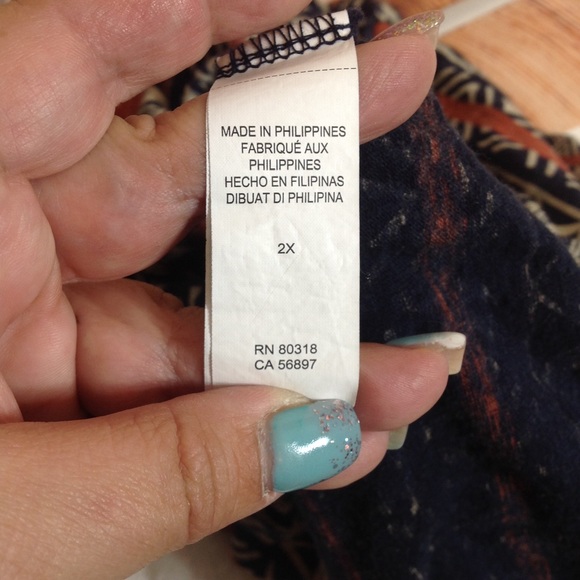 MADE IN PHILIPPINES
FABRIQUÉ AUX
PHILIPPINES
HECHO EN FILIPINAS
DIBUAT DI PHILIPINA
2X
RN 80318
CA 56897